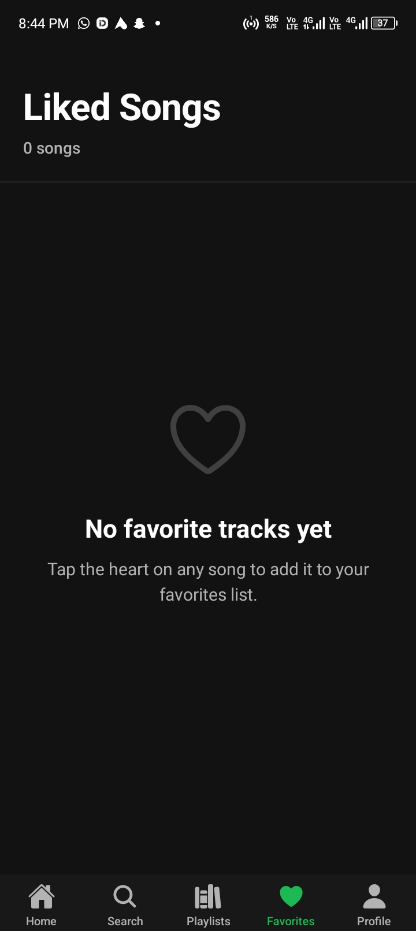 8:44 PM 586 K/S Vo LTE 4G Vo LTE 4G 37
Liked Songs
0 songs
No favorite tracks yet
Tap the heart on any song to add it to your
favorites list.
Home Search Playlists Favorites Profile